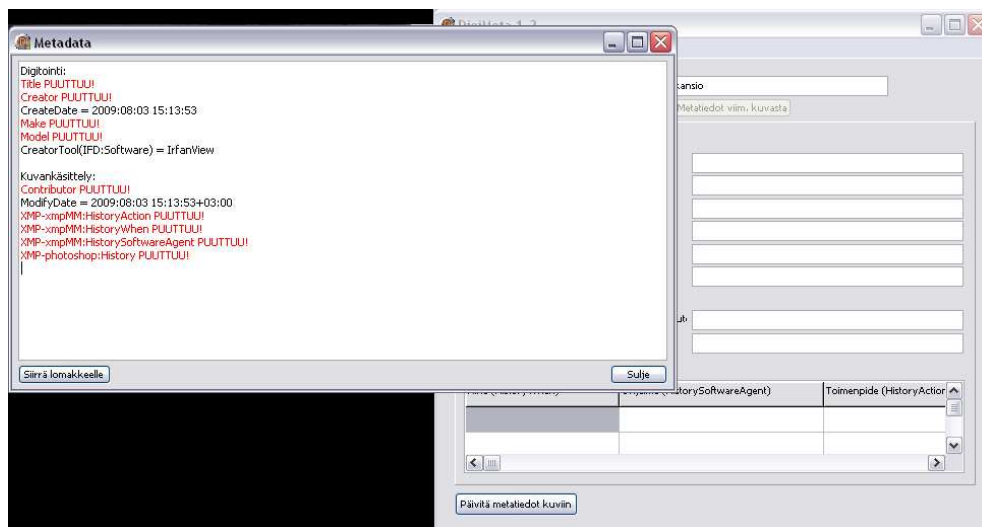 DigiMeta 1.2
Metadata
Digitointi:
Title PUUTTUU!
Creator PUUTTUU!
CreateDate = 2009:08:03 15:13:53
Make PUUTTUU!
Model PUUTTUU!
CreatorTool(IFD:Software) = IrfanView
Kuvankäsittely:
Contributor PUUTTUU!
ModifyDate = 2009:08:03 15:13:53+03:00
XMP-xmpMM:HistoryAction PUUTTUU!
XMP-xmpMM:HistoryWhen PUUTTUU!
XMP-xmpMM:HistorySoftwareAgent PUUTTUU!
XMP-photoshop:History PUUTTUU!
Siirrä lomakkeelle
Sulje
kansio
Metatiedot viim. kuvasta
Toimenpide (HistoryAction
Päivitä metatiedot kuviin